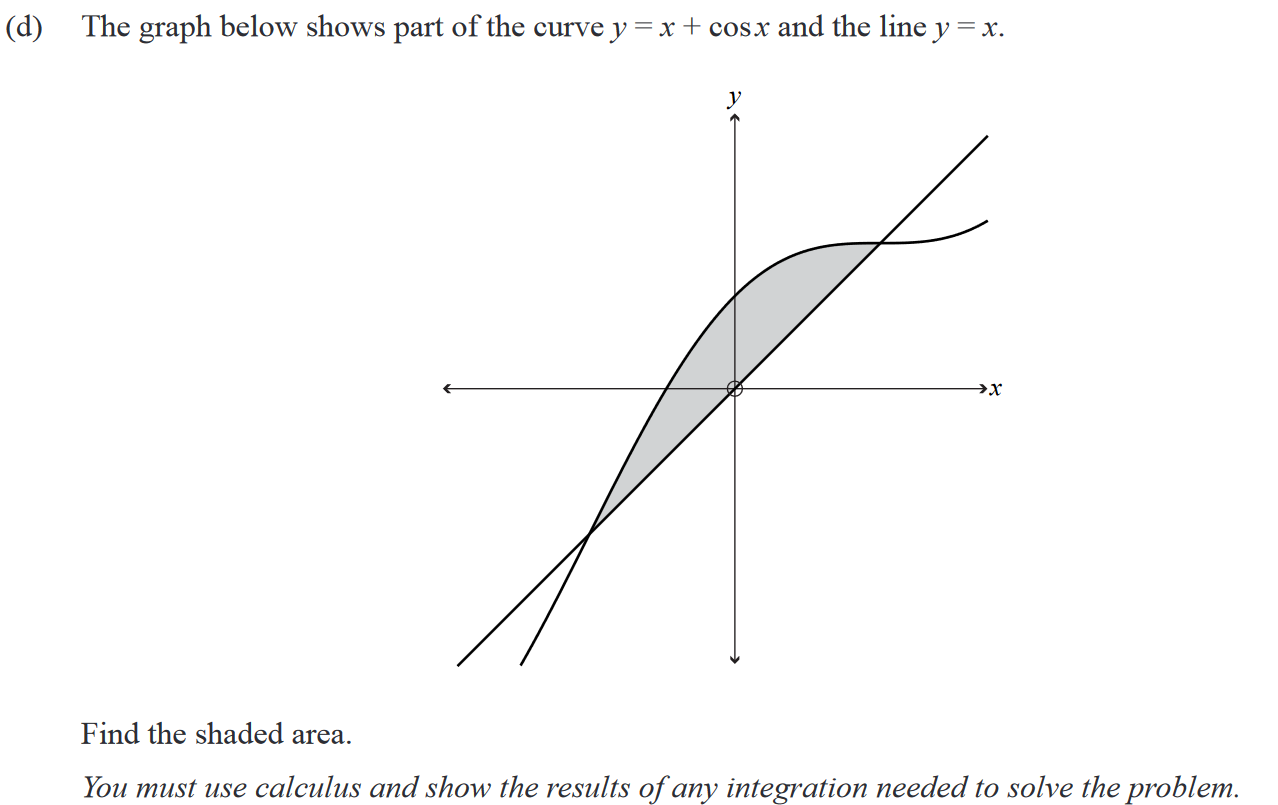 (d) The graph below shows part of the curve y = x + cos x and the line y = x.
y
x
Find the shaded area.
You must use calculus and show the results of any integration needed to solve the problem.